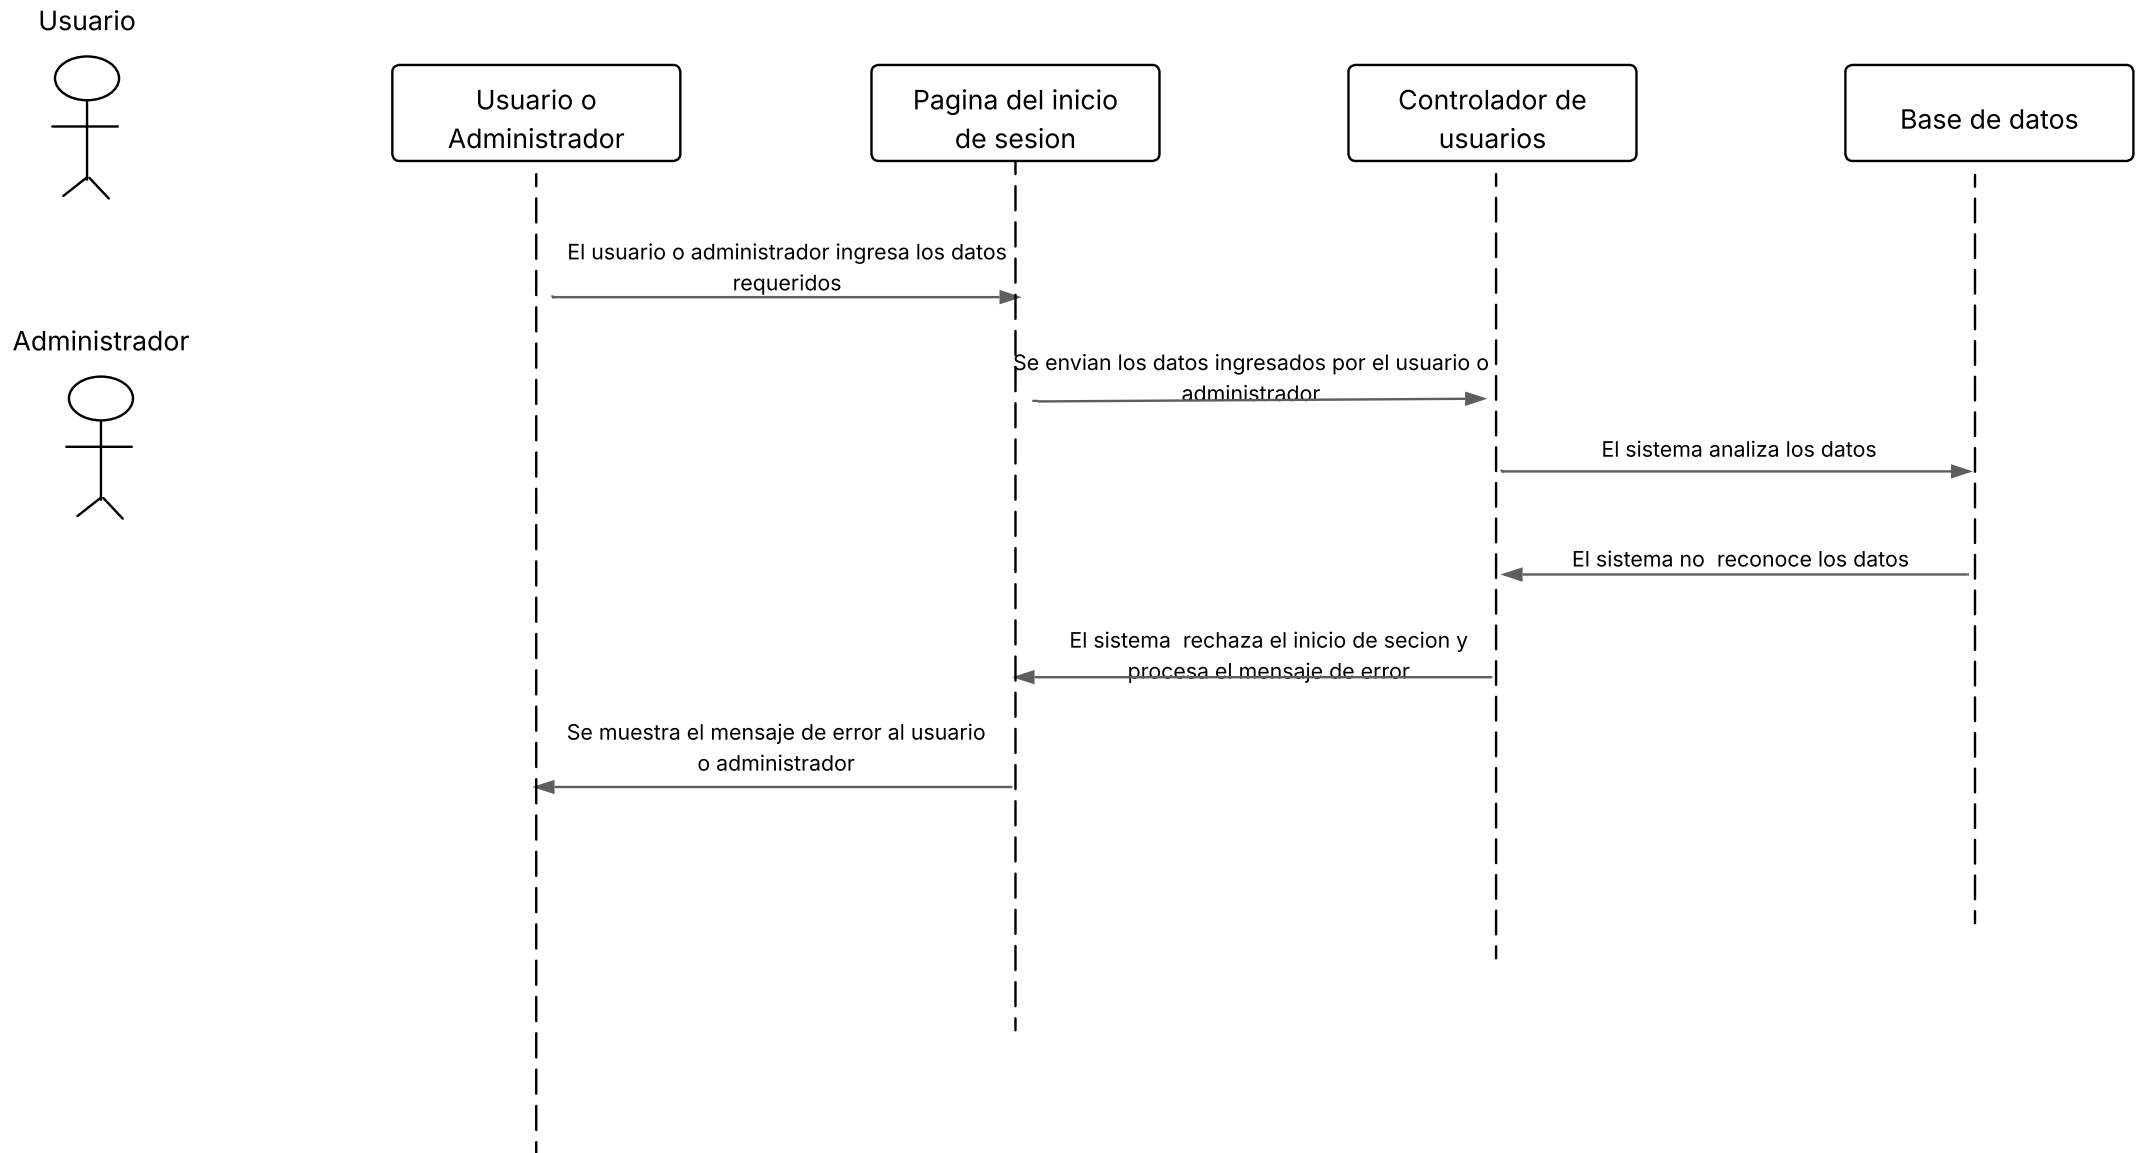 Usuario
Usuario o
Administrador
Pagina del inicio
de sesion
Controlador de
usuarios
Base de datos
El usuario o administrador ingresa los datos
requeridos
Administrador
Se envian los datos ingresados por el usuario o
administrador
El sistema analiza los datos
El sistema no  reconoce los datos
El sistema  rechaza el inicio de secion y
procesa el mensaje de error
Se muestra el mensaje de error al usuario
o administrador